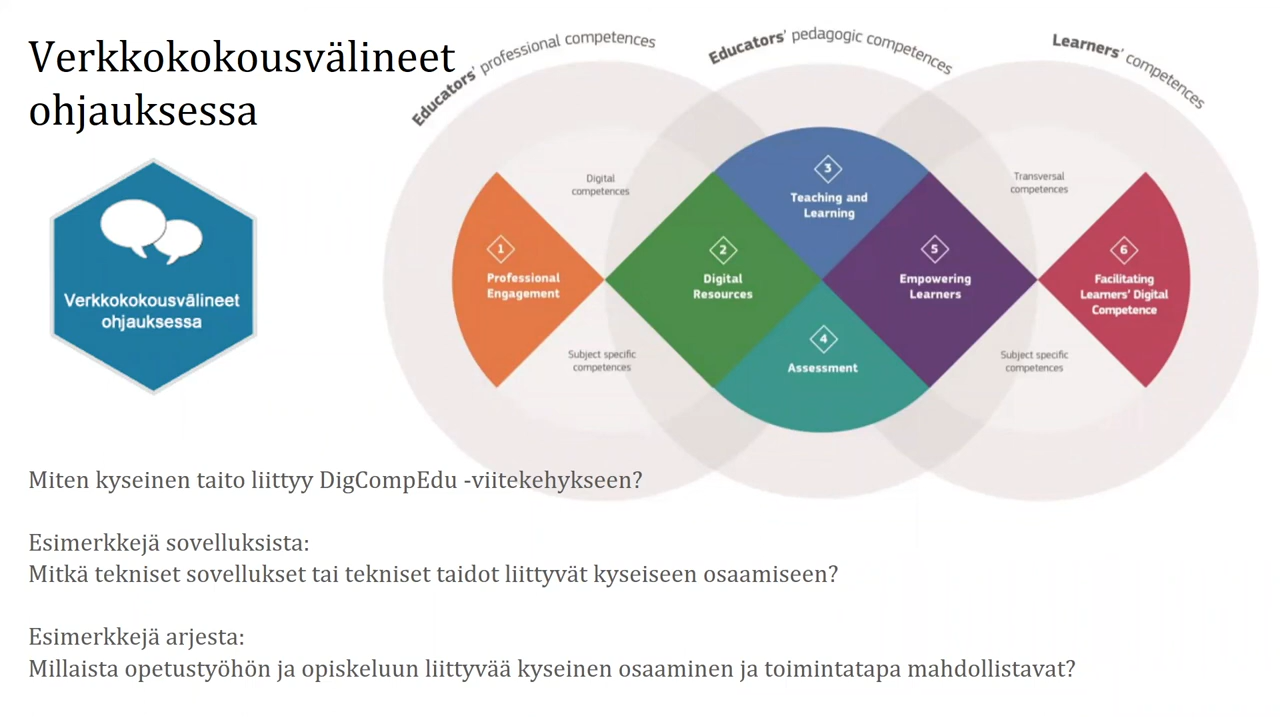 Verkkokokousvälineet
ohjauksessa
Verkkokokousvälineet
ohjauksessa
Educators' professional competences
Educators' pedagogic competences
Learners' competences
Digital
competences
Transversal
competences
1
Professional
Engagement
2
Digital
Resources
3
Teaching and
Learning
4
Assessment
5
Empowering
Learners
6
Facilitating
Learners' Digital
Competence
Subject specific
competences
Subject specific
competences
Miten kyseinen taito liittyy DigCompEdu -viitekehykseen?
Esimerkkejä sovelluksista:
Mitkä tekniset sovellukset tai tekniset taidot liittyvät kyseiseen osaamiseen?
Esimerkkejä arjesta:
Millaista opetustyöhön ja opiskeluun liittyvää kyseinen osaaminen ja toimintatapa mahdollistavat?